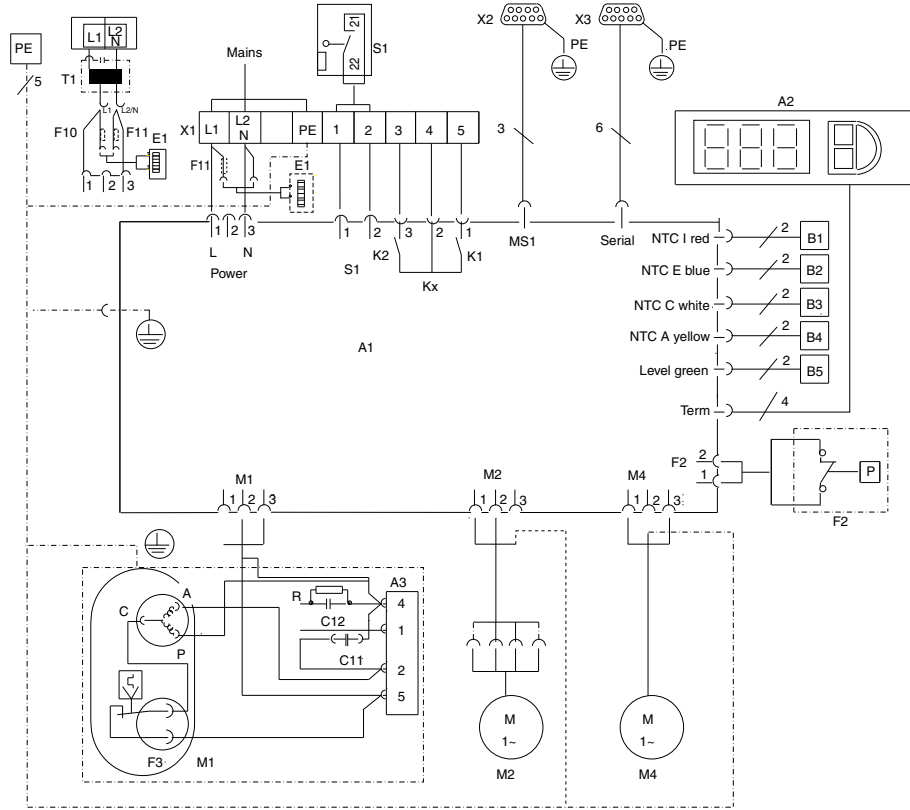 X2
X3
PE
PE
21
22
S1
L1
L2
N
PE
5
T1
L1
L2/N
F10
F11
E1
1
2
3
Mains
X1
L1
L2
N
PE
1
2
3
4
5
F11
E1
3
6
A2
1
2
3
L
N
Power
1
2
S1
3
2
1
K2
K1
Kx
MS1
Serial
NTC I red
2
B1
NTC E blue
2
B2
NTC C white
2
B3
NTC A yellow
2
B4
Level green
2
B5
Term
4
A1
F2
2
1
P
F2
M1
1
2
3
M2
1
2
3
M4
1
2
3
A
C
P
F3
M1
R
C12
C11
A3
4
1
2
5
M
1~
M2
M
1~
M4